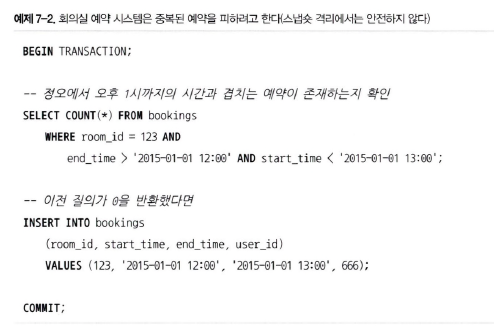 예제 7-2. 회의실 예약 시스템은 중복된 예약을 피하려고 한다(스냅숏 격리에서는 안전하지 않다)
BEGIN TRANSACTION;
-- 정오에서 오후 1시까지의 시간과 겹치는 예약이 존재하는지 확인
SELECT COUNT(*) FROM bookings
WHERE room_id = 123 AND
end_time > '2015-01-01 12:00' AND start_time < '2015-01-01 13:00';
-- 이전 질의가 0을 반환했다면
INSERT INTO bookings
(room_id, start_time, end_time, user_id)
VALUES (123, '2015-01-01 12:00', '2015-01-01 13:00', 666);
COMMIT;